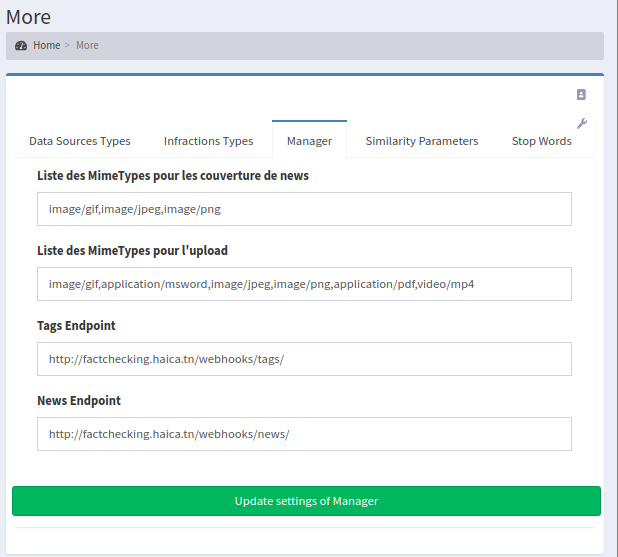 More
Home > More
Data Sources Types Infractions Types Manager Similarity Parameters Stop Words
Liste des MimeTypes pour les couverture de news
image/gif,image/jpeg,image/png
Liste des MimeTypes pour l'upload
image/gif,application/msword,image/jpeg,image/png,application/pdf,video/mp4
Tags Endpoint
http://factchecking.haica.tn/webhooks/tags/
News Endpoint
http://factchecking.haica.tn/webhooks/news/
Update settings of Manager